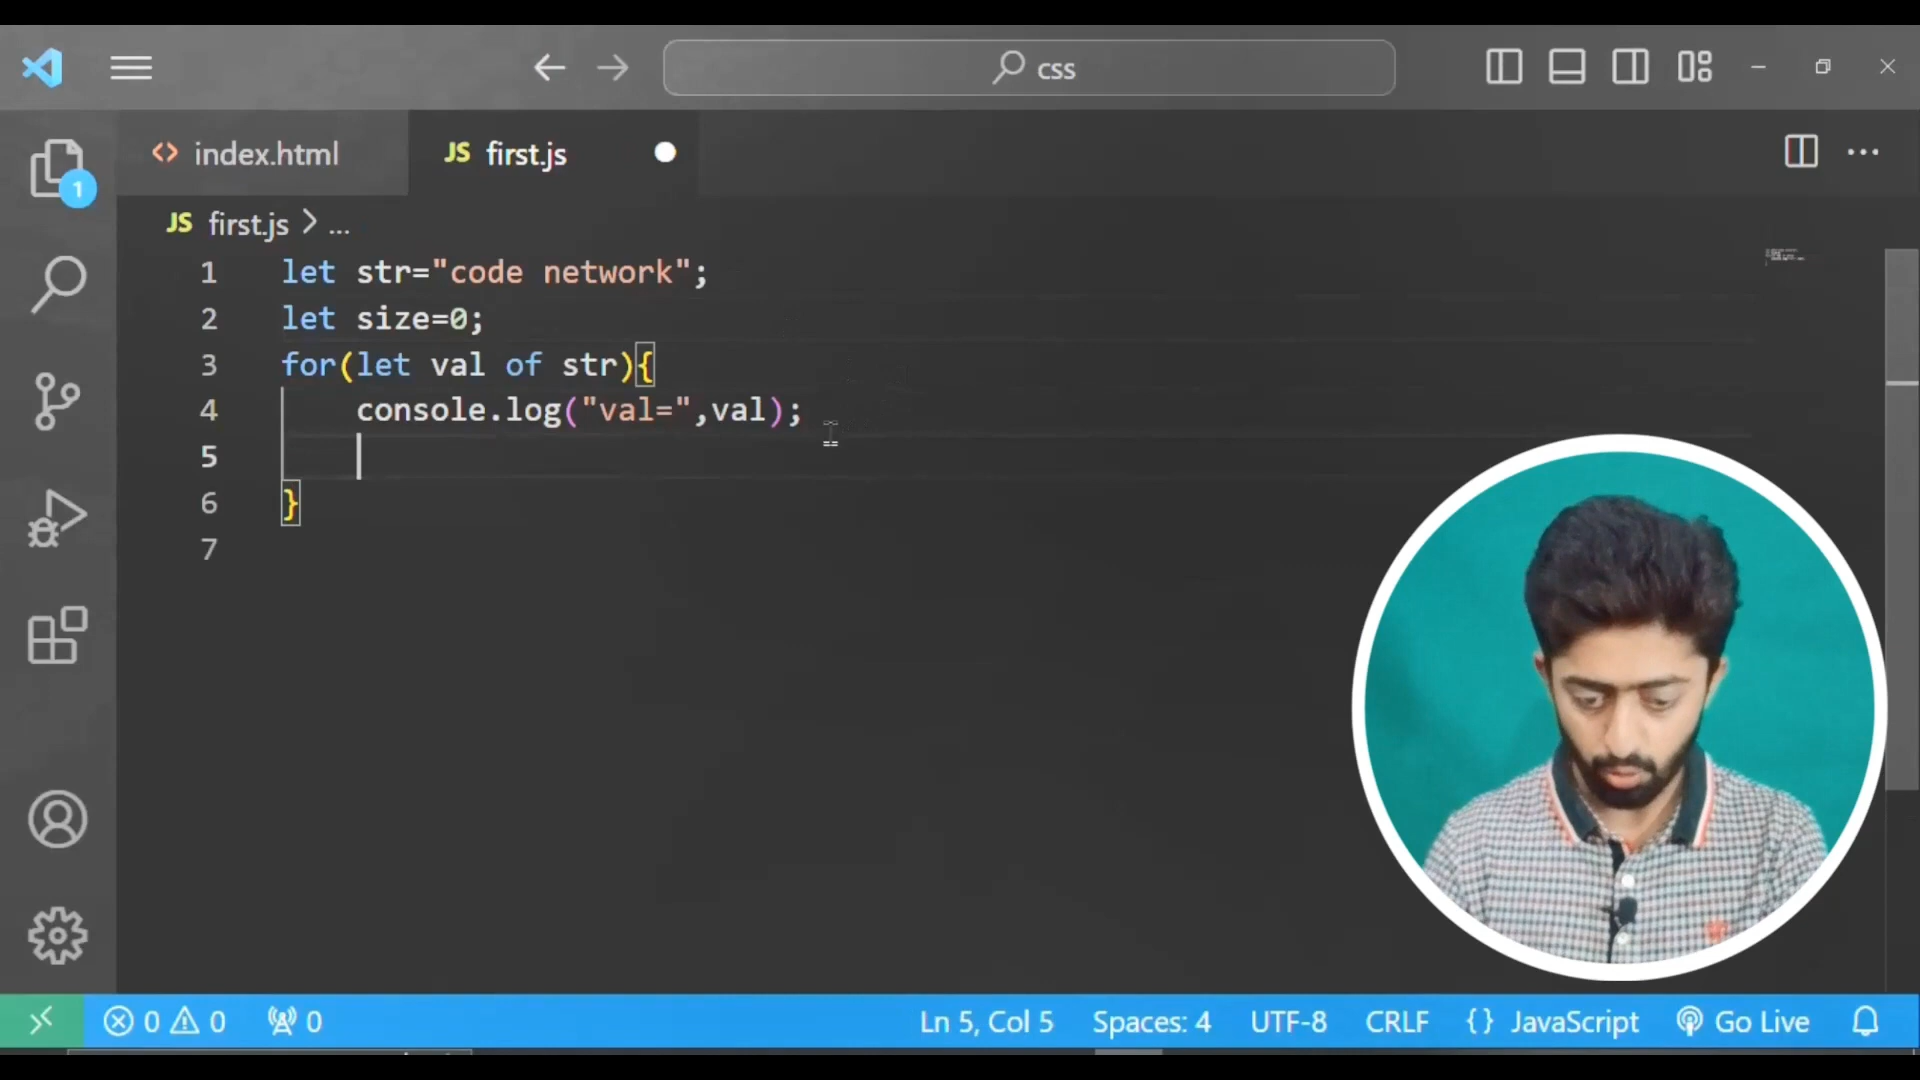 css
index.html
JS first.js
1
JS first.js > ...
1 let str="code network";
2 let size=0;
3 for(let val of str){
4 console.log("val=",val);
5
6 }
7
0 0 0 Ln 5, Col 5 Spaces: 4 UTF-8 CRLF {} JavaScript Go Live